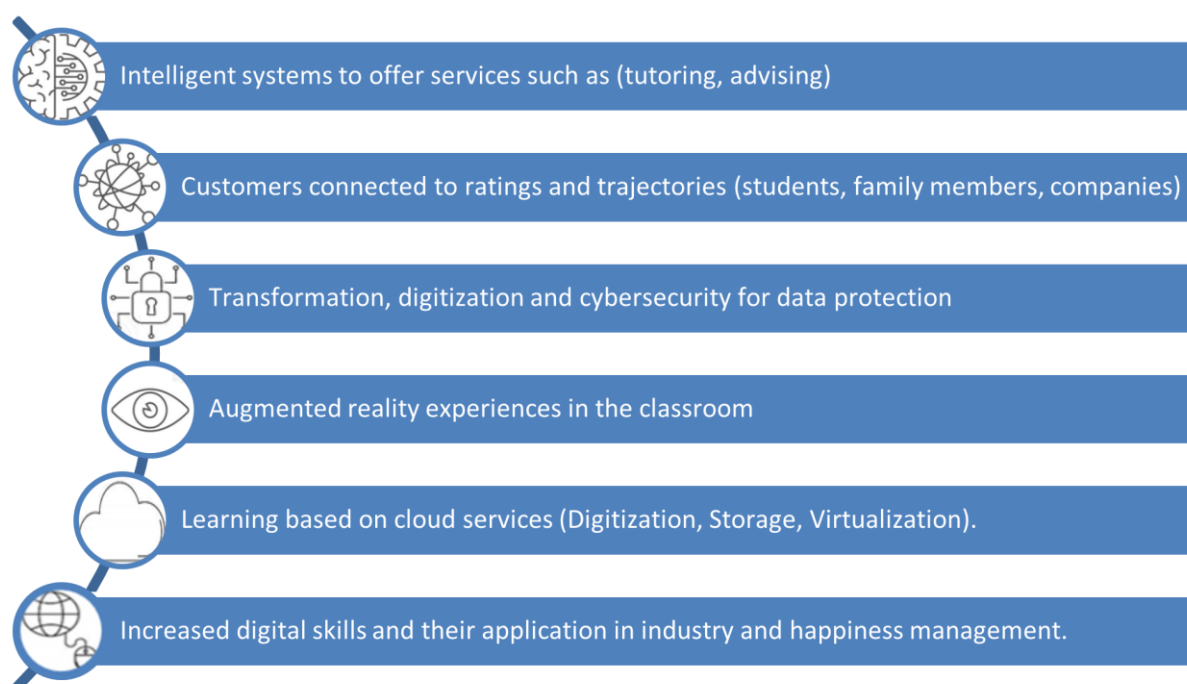 Intelligent systems to offer services such as (tutoring, advising)
Customers connected to ratings and trajectories (students, family members, companies)
Transformation, digitization and cybersecurity for data protection
Augmented reality experiences in the classroom
Learning based on cloud services (Digitization, Storage, Virtualization).
Increased digital skills and their application in industry and happiness management.